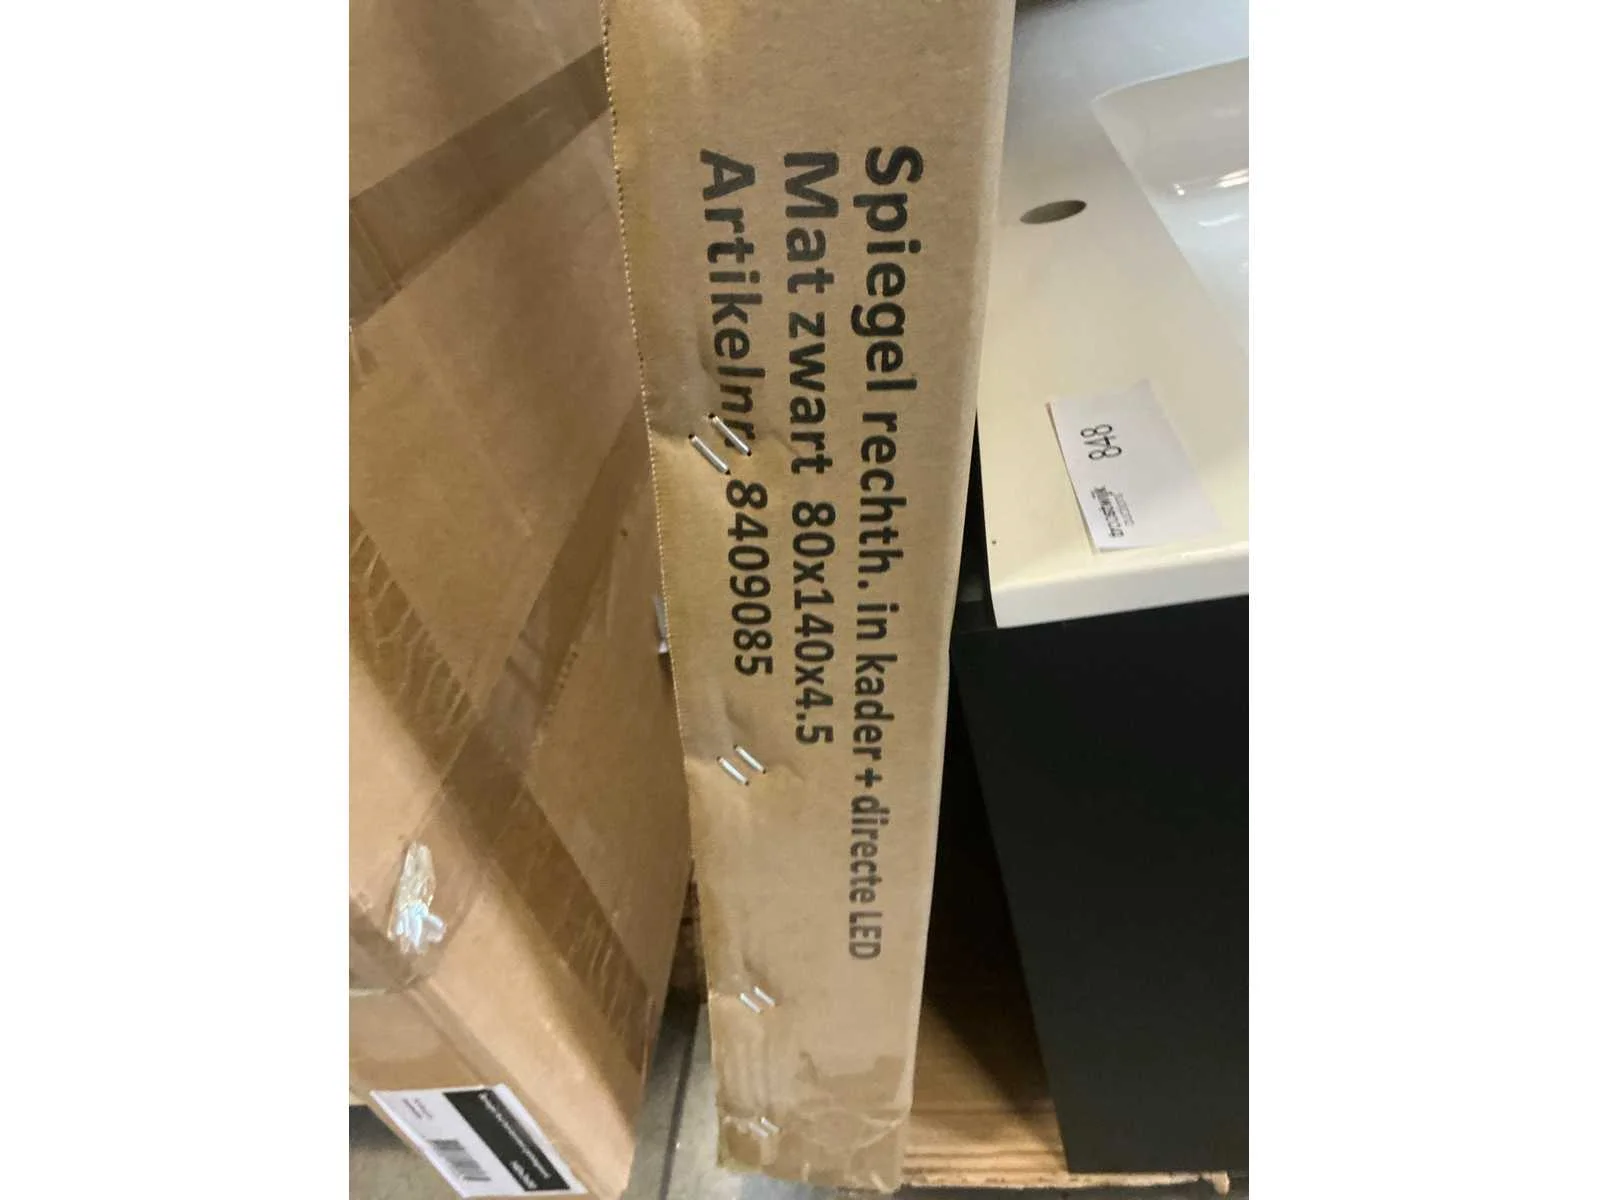 Spiegel rechth. in kader + directe LED
Mat zwart 80x140x4.5
Artikelnr. 8409085
848